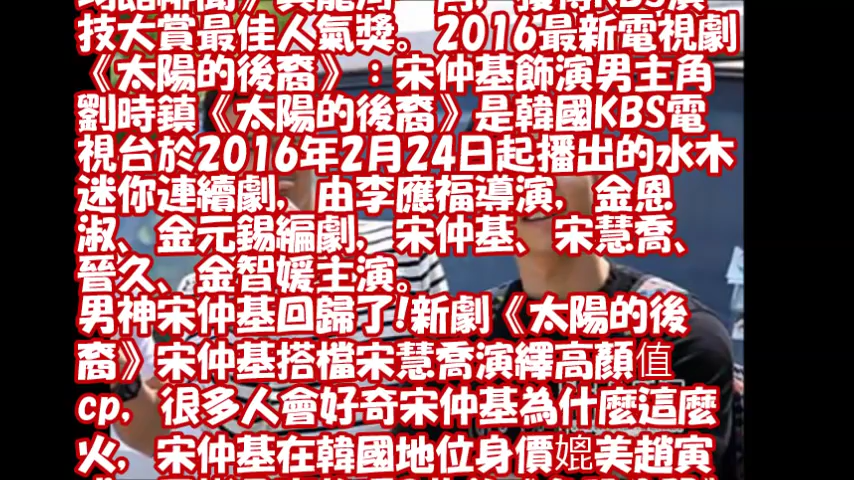 技大賞最佳人氣獎。2016最新電視劇
《太陽的後裔》：宋仲基飾演男主角
劉時鎮《太陽的後裔》是韓國KBS電
視台於2016年2月24日起播出的水木
迷你連續劇，由李應福導演，金恩
淑、金元錫編劇，宋仲基、宋慧喬、
晉久、金智媛主演。
男神宋仲基回歸了!新劇《太陽的後
裔》宋仲基搭檔宋慧喬演繹高顏值
cp，很多人會好奇宋仲基為什麼這麼
火，宋仲基在韓國地位身價媲美趙寅